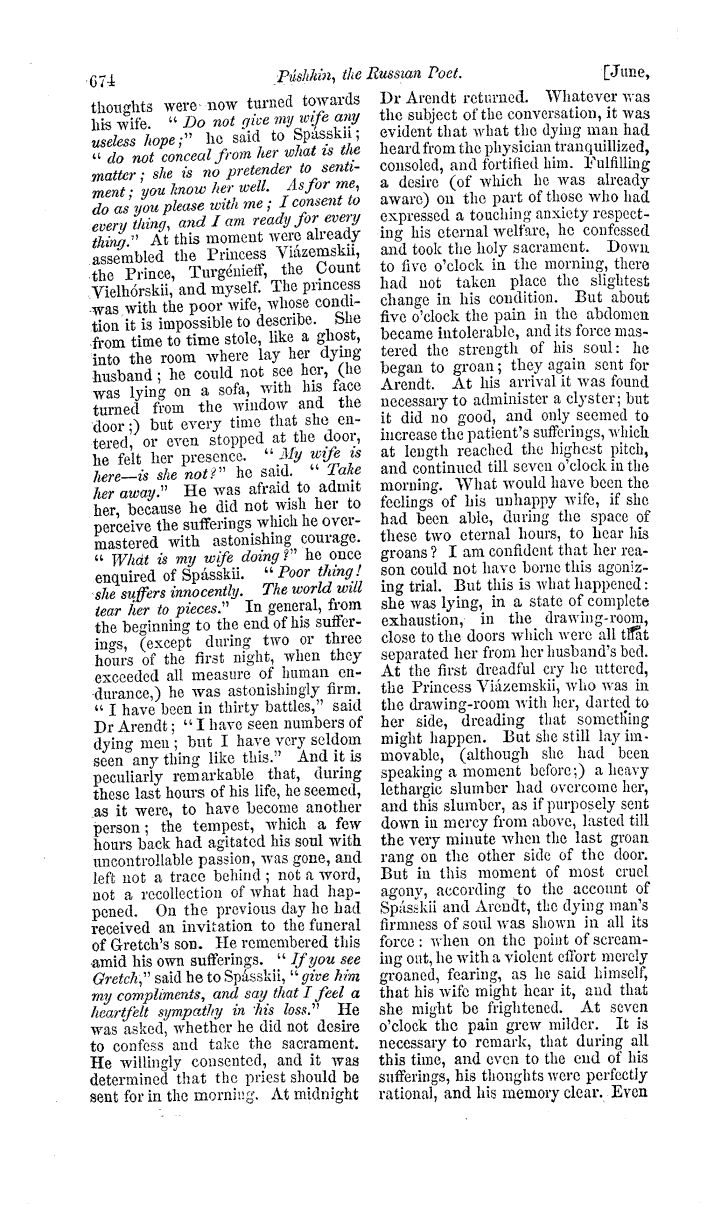 674
Púshkin, the Russian Poet.
[June,
thoughts were now turned towards
his wife. "Do not give my wife any
useless hope;" he said to Spásskii;
"do not conceal from her what is the
matter; she is no pretender to senti-
ment; you know her well. As for me,
do as you please with me; I consent to
every thing, and I am ready for every
thing." At this moment were already
assembled the Princess Viázemskii,
the Prince, Turgénieff, the Count
Vielhórskii, and myself. The princess
was with the poor wife, whose condi-
tion it is impossible to describe. She
from time to time stole, like a ghost,
into the room where lay her dying
husband; he could not see her, (he
was lying on a sofa, with his face
turned from the window and the
door;) but every time that she en-
tered, or even stopped at the door,
he felt her presence. "My wife is
here—is she not?" he said. "Take
her away." He was afraid to admit
her, because he did not wish her to
perceive the sufferings which he over-
mastered with astonishing courage.
"What is my wife doing?" he once
enquired of Spásskii. "Poor thing!
she suffers innocently. The world will
tear her to pieces." In general, from
the beginning to the end of his suffer-
ings, (except during two or three
hours of the first night, when they
exceeded all measure of human en-
durance,) he was astonishingly firm.
"I have been in thirty battles," said
Dr Arendt; "I have seen numbers of
dying men; but I have very seldom
seen any thing like this." And it is
peculiarly remarkable that, during
these last hours of his life, he seemed,
as it were, to have become another
person; the tempest, which a few
hours back had agitated his soul with
uncontrollable passion, was gone, and
left not a trace behind; not a word,
not a recollection of what had hap-
pened. On the previous day he had
received an invitation to the funeral
of Gretch's son. He remembered this
amid his own sufferings. "If you see
Gretch," said he to Spásskii, "give him
my compliments, and say that I feel a
heartfelt sympathy in his loss." He
was asked, whether he did not desire
to confess and take the sacrament.
He willingly consented, and it was
determined that the priest should be
sent for in the morning. At midnight
Dr Arendt returned. Whatever was
the subject of the conversation, it was
evident that what the dying man had
heard from the physician tranquillized,
consoled, and fortified him. Fulfilling
a desire (of which he was already
aware) on the part of those who had
expressed a touching anxiety respect-
ing his eternal welfare, he confessed
and took the holy sacrament. Down
to five o'clock in the morning, there
had not taken place the slightest
change in his condition. But about
five o'clock the pain in the abdomen
became intolerable, and its force mas-
tered the strength of his soul: he
began to groan; they again sent for
Arendt. At his arrival it was found
necessary to administer a clyster; but
it did no good, and only seemed to
increase the patient's sufferings, which
at length reached the highest pitch,
and continued till seven o'clock in the
morning. What would have been the
feelings of his unhappy wife, if she
had been able, during the space of
these two eternal hours, to hear his
groans? I am confident that her rea-
son could not have borne this agoniz-
ing trial. But this is what happened:
she was lying, in a state of complete
exhaustion, in the drawing-room,
close to the doors which were all that
separated her from her husband's bed.
At the first dreadful cry he uttered,
the Princess Viázemskii, who was in
the drawing-room with her, darted to
her side, dreading that something
might happen. But she still lay im-
movable, (although she had been
speaking a moment before;) a heavy
lethargic slumber had overcome her,
and this slumber, as if purposely sent
down in mercy from above, lasted till
the very minute when the last groan
rang on the other side of the door.
But in this moment of most cruel
agony, according to the account of
Spásskii and Arendt, the dying man's
firmness of soul was shown in all its
force: when on the point of scream-
ing out, he with a violent effort merely
groaned, fearing, as he said himself,
that his wife might hear it, and that
she might be frightened. At seven
o'clock the pain grew milder. It is
necessary to remark, that during all
this time, and even to the end of his
sufferings, his thoughts were perfectly
rational, and his memory clear. Even